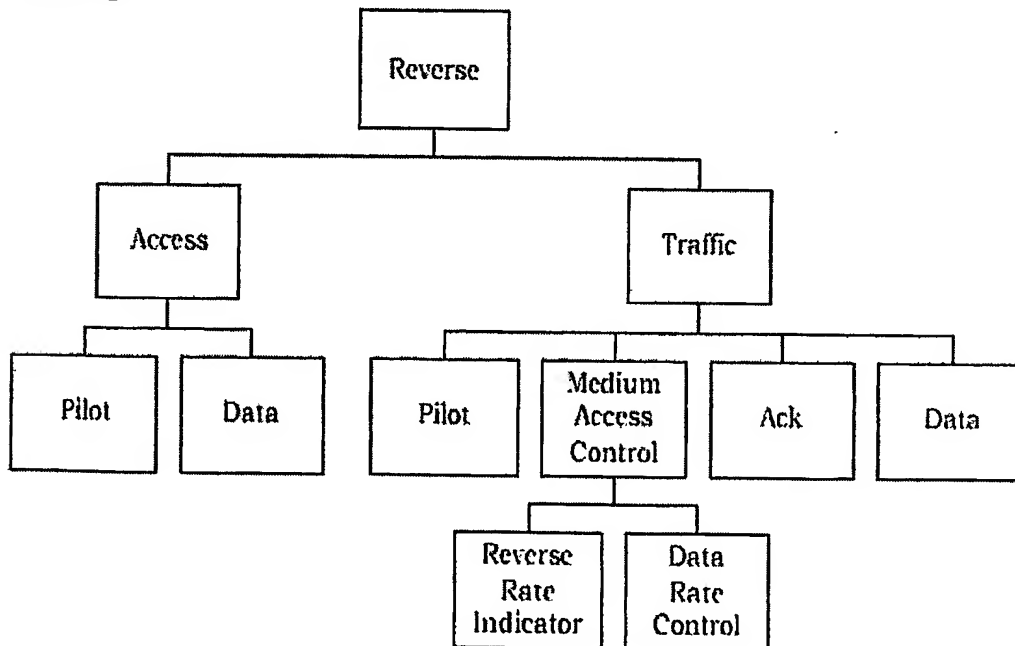 Reverse
Access
Traffic
Pilot
Data
Pilot
Medium
Access
Control
Ack
Data
Reverse
Rate
Indicator
Data
Rate
Control